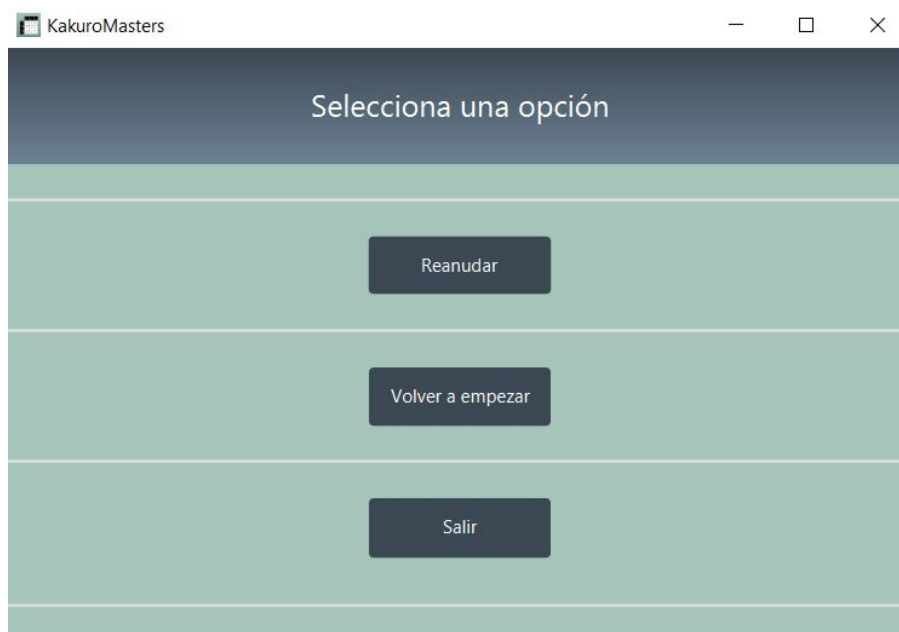 KakuroMasters
Selecciona una opción
Reanudar
Volver a empezar
Salir